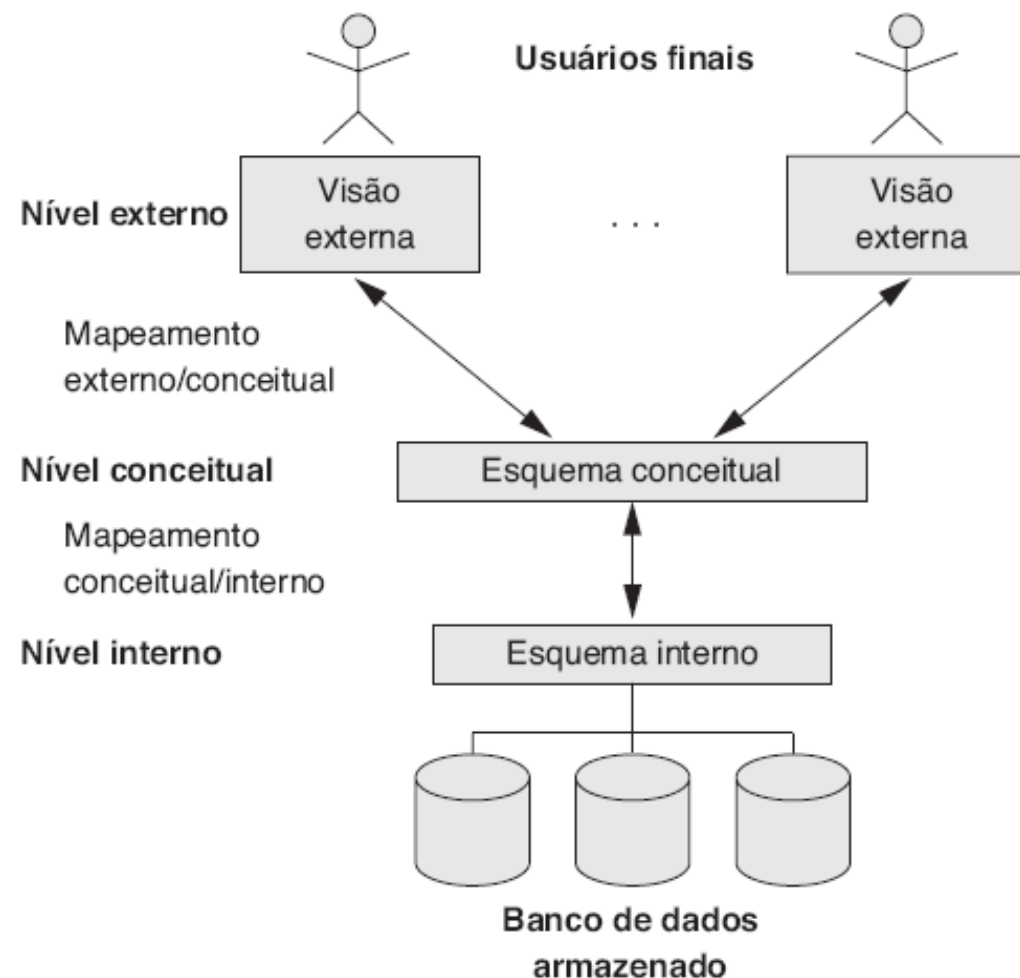 Usuários finais
Visão
externa
Nível externo
. . .
Visão
externa
Mapeamento
externo/conceitual
Nível conceitual
Esquema conceitual
Mapeamento
conceitual/interno
Nível interno
Esquema interno
Banco de dados
armazenado